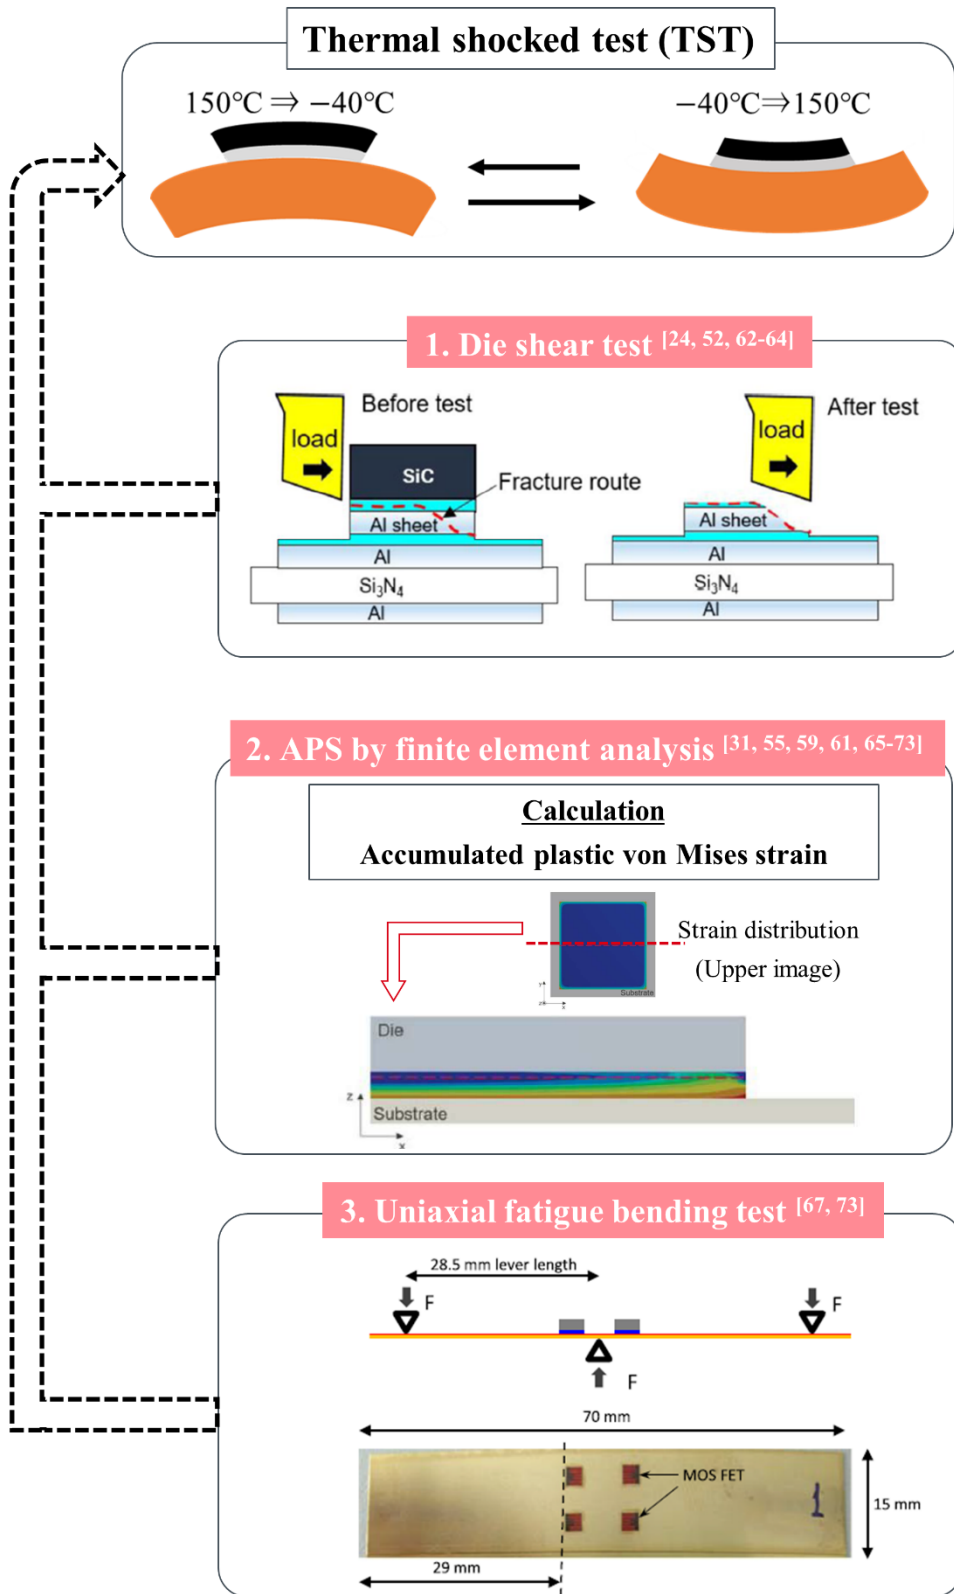 Thermal shocked test (TST)
150℃ ⇒ −40℃
−40℃⇒150℃
1. Die shear test [24, 52, 62-64]
Before test
After test
load
load
SiC
Fracture route
Al sheet
Al sheet
Al
Al
Si₃N₄
Si₃N₄
Al
Al
2. APS by finite element analysis [31, 55, 59, 61, 65-73]
Calculation
Accumulated plastic von Mises strain
Strain distribution
(Upper image)
y
z
x
Substrate
Die
z
Substrate
x
3. Uniaxial fatigue bending test [67, 73]
28.5 mm lever length
F
F
F
70 mm
MOS FET
1
15 mm
29 mm